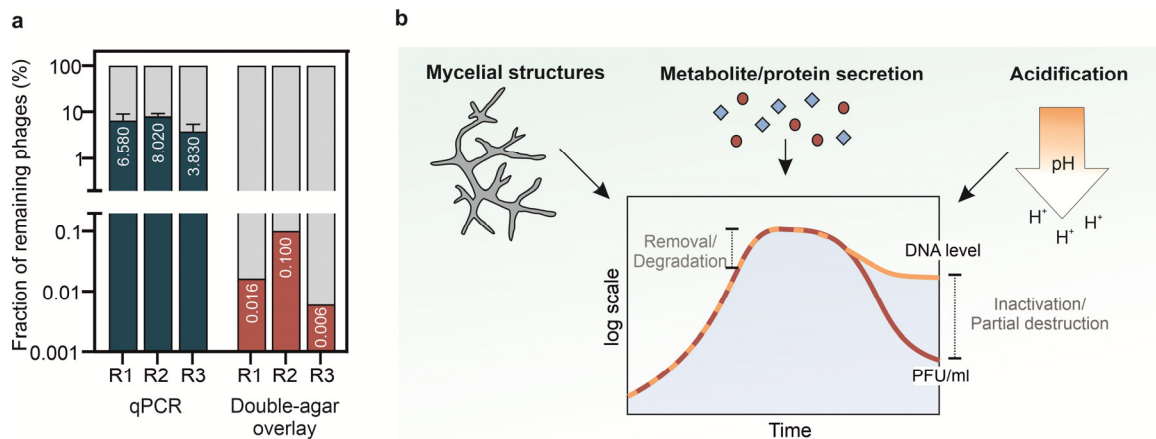 a
Fraction of remaining phages (%)
100
10
1
0.1
0.01
0.001
6.580
8.020
3.830
0.016
0.100
0.006
R1 R2 R3 R1 R2 R3
qPCR Double-agar
overlay
b
Mycelial structures Metabolite/protein secretion Acidification
pH
H+ H+
H+
Removal/
Degradation
DNA level
Inactivation/
Partial destruction
PFU/ml
log scale
Time